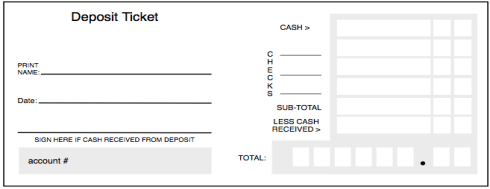 Deposit Ticket
CASH >
CHECKS
PRINT
NAME:
Date:
SUB-TOTAL
LESS CASH
RECEIVED >
SIGN HERE IF CASH RECEIVED FROM DEPOSIT
account #
TOTAL:
.